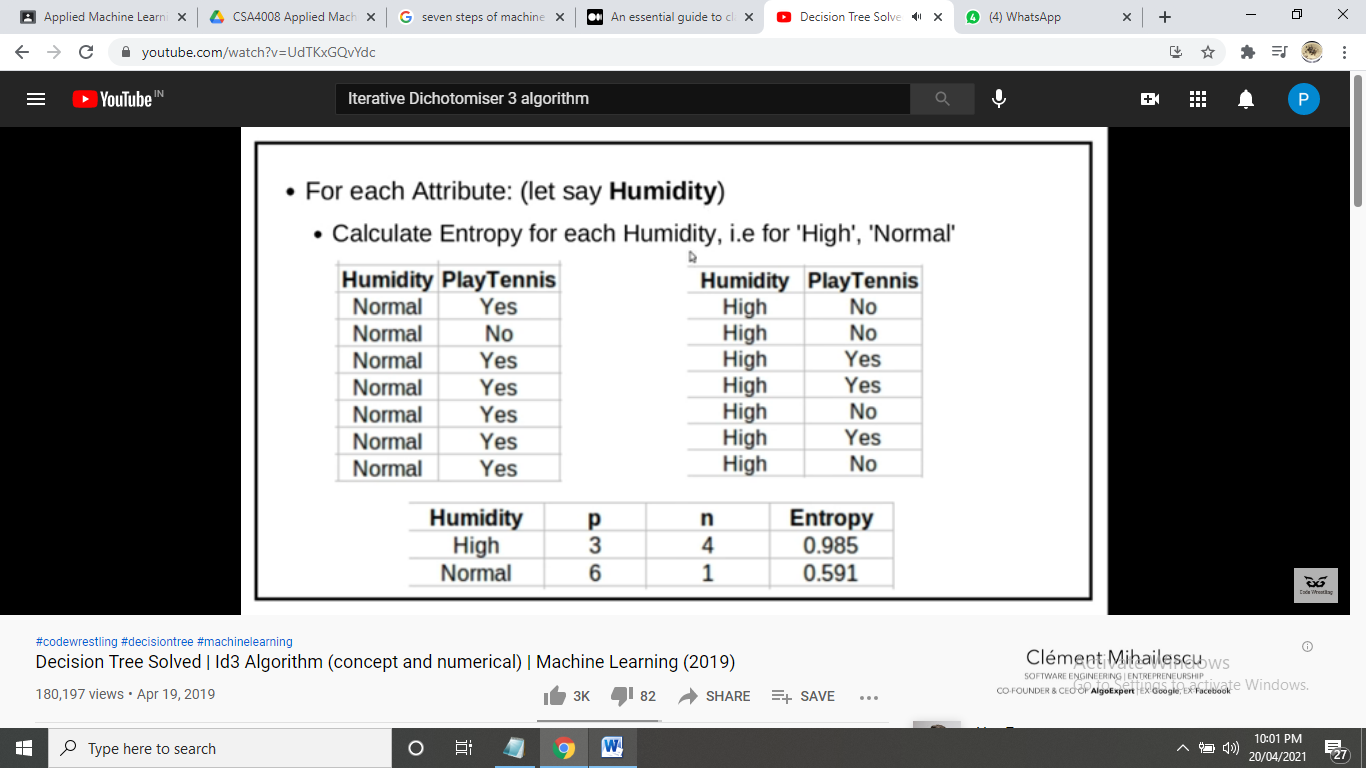 Applied Machine Learni
CSA4008 Applied Mach
seven steps of machine
An essential guide to cl
Decision Tree Solve
(4) WhatsApp
youtube.com/watch?v=UdTKxGQvYdc
YouTube IN
Iterative Dichotomiser 3 algorithm
P
• For each Attribute: (let say Humidity)
• Calculate Entropy for each Humidity, i.e for 'High', 'Normal'
Humidity PlayTennis
Normal Yes
Normal No
Normal Yes
Normal Yes
Normal Yes
Normal Yes
Normal Yes
Humidity PlayTennis
High No
High No
High Yes
High Yes
High No
High Yes
High No
Humidity p n Entropy
High 3 4 0.985
Normal 6 1 0.591
Code Wrestling
#codewrestling #decisiontree #machinelearning
Decision Tree Solved | Id3 Algorithm (concept and numerical) | Machine Learning (2019)
180,197 views • Apr 19, 2019
3K 82 SHARE SAVE
Clément Mihailescu
SOFTWARE ENGINEERING | ENTREPRENEURSHIP
CO-FOUNDER & CEO OF AlgoExpert | EX-Google, EX-Facebook
Activate Windows
Go to Settings to activate Windows.
Type here to search
10:01 PM
20/04/2021
27